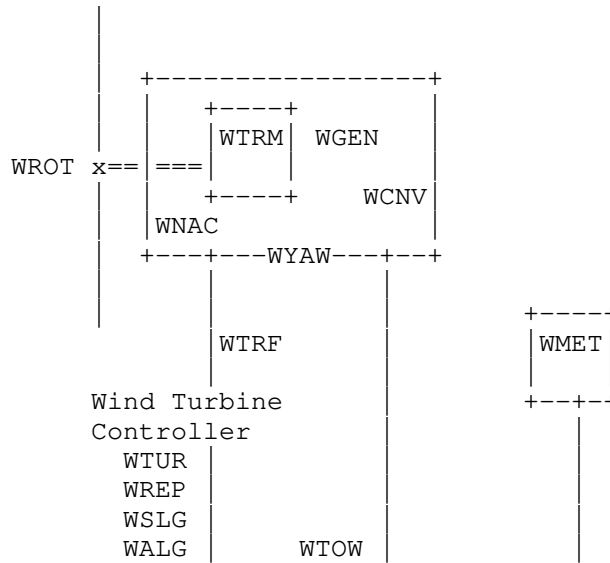 WTRM WGEN
WROT x== ===
WCNV
WNAC
WYAW
WTRF WMET
Wind Turbine
Controller
WTUR
WREP
WSLG
WALG WTOW